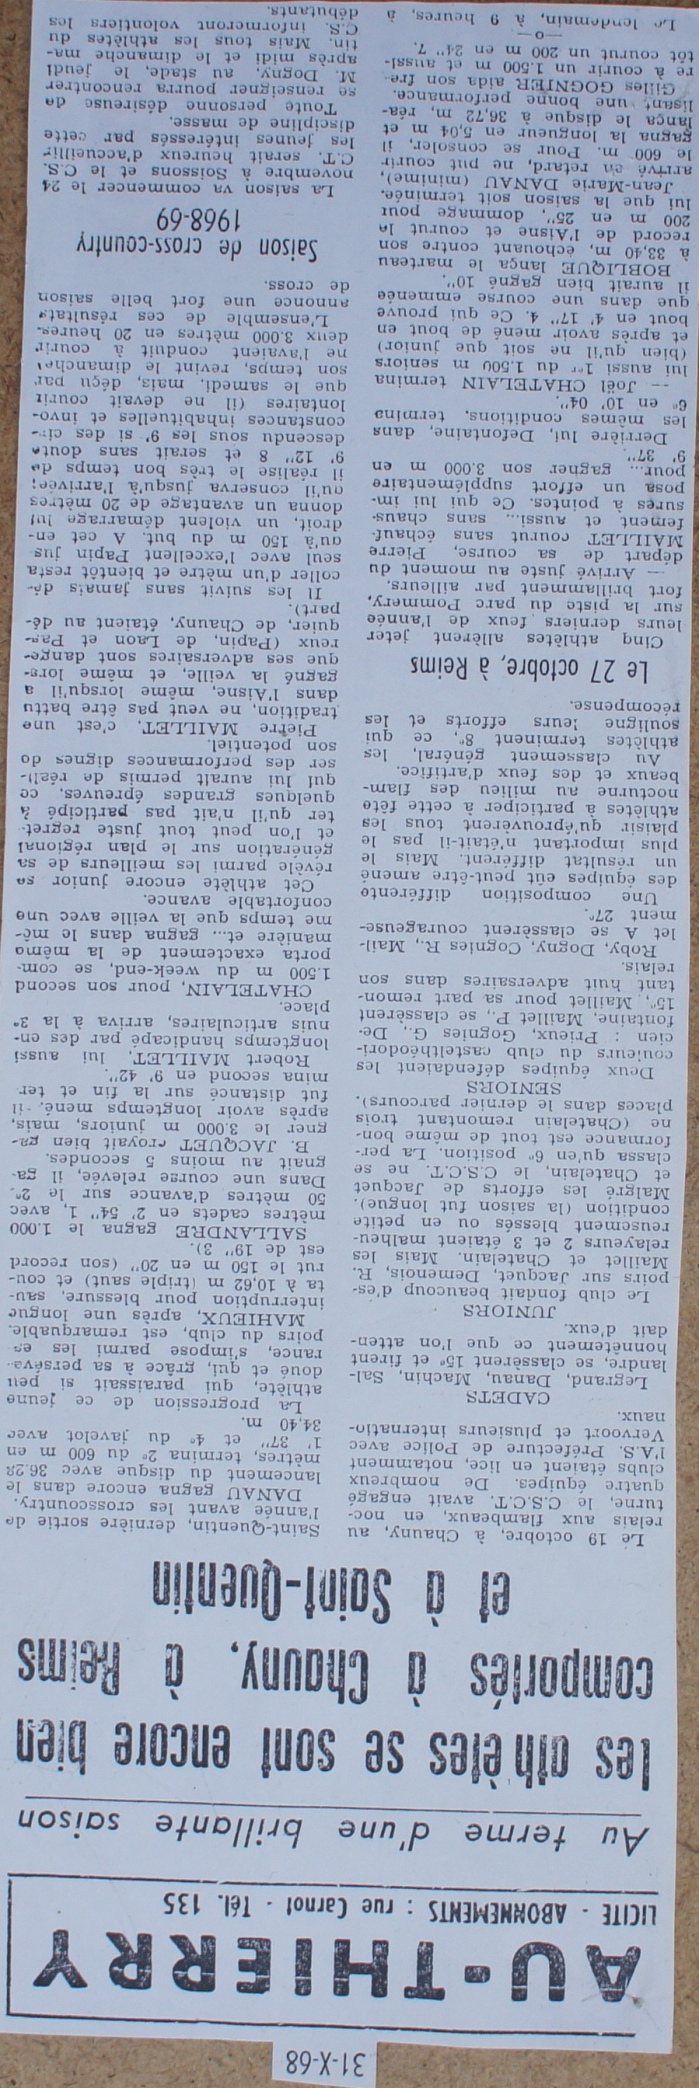 31-X-68
AU-THIERRY
LICITE - ABONNEMENTS : rue Carnot - Tél. 135
Au terme d'une brillante saison
Les athlètes se sont encore bien
comportés à Chauny, à Reims
et à Saint-Quentin
Le 19 octobre, à Chauny, au
relais aux flambeaux, en noc-
turne, le C.S.C.T. avait engagé
quatre équipes. De nombreux
clubs étaient en lice, notamment
l'A.S. Préfecture de Police avec
Vervoort et plusieurs internatio-
naux.
CADETS
Legrand, Danau, Machin, Sal-
landre, se classèrent 15e et firent
honnêtement ce que l'on atten-
dait d'eux.
JUNIORS
Le club fondait beaucoup d'es-
poirs sur Jacquet, Demenois, R.
Maillet et Chatelain. Mais les
relayeurs 2 et 3 étaient malheu-
reusement blessés ou en petite
condition (la saison fut longue).
Malgré les efforts de Jacquet
et Chatelain, le C.S.C.T. ne se
classa qu'en 6e position. La per-
formance est tout de même bon-
ne (Chatelain remontant trois
places dans le dernier parcours).
SENIORS
Deux équipes défendaient les
couleurs du club castelthéodori-
cien : Prieux, Gognies G., De-
fontaine, Maillet P., se classèrent
15e, Maillet pour sa part remon-
tant huit adversaires dans son
relais.
Roby, Dogny, Cognies R., Mail-
let A se classèrent courageuse-
ment 27e.
Une composition différente
des équipes eût peut-être amené
un résultat différent. Mais le
plus important n'était-il pas le
plaisir qu'éprouvèrent tous les
athlètes à participer à cette fête
nocturne au milieu des flam-
beaux et des feux d'artifice.
Au classement général, les
athlètes terminent 8e, ce qui
souligne leurs efforts et les
récompense.
Le 27 octobre, à Reims
Cinq athlètes allèrent jeter
leurs derniers feux de l'année
sur la piste du parc Pommery,
fort brillamment par ailleurs.
— Arrivé juste au moment du
départ de sa course, Pierre
MAILLET courut sans échauf-
fement et aussi... sans chaus-
sures à pointes. Ce qui lui im-
posa un effort supplémentaire
pour... gagner son 3.000 m en
9' 37''.
Derrière lui, Defontaine, dans
les mêmes conditions, termina
6e en 10' 04''.
— Joël CHATELAIN termina
lui aussi 1er du 1.500 m seniors
(bien qu'il ne soit que junior)
et après avoir mené de bout en
bout en 4' 17'' 4. Ce qui prouve
que dans une course emmenée
il aurait bien gagné 10''.
BOBLIQUE lança le marteau
à 33,40 m, échouant contre son
record de l'Aisne et courut le
200 m en 25'', dommage pour
lui que la saison soit terminée.
Jean-Marie DANAU (minime),
arrivé en retard, ne put courir
le 600 m. Pour se consoler, il
gagna la longueur en 5,04 m et
lança le disque à 36,72 m, réa-
lisant une bonne performance.
Gilles GOGNIER aida son frè-
re à courir un 1.500 m et aussi-
tôt courut un 200 m en 24'' 7.
—o—
Le lendemain, à 9 heures, à
Saint-Quentin, dernière sortie de
l'année avant les crosscountry.
DANAU gagna encore dans le
lancement du disque avec 36,28
mètres, termina 2e du 600 m en
1' 37'' et 4e du javelot avec
34,40 m.
La progression de ce jeune
athlète, qui paraissait si peu
doué et qui, grâce à sa persévé-
rance, s'impose parmi les es-
poirs du club, est remarquable.
MAHIEUX, après une longue
interruption pour blessure, sau-
ta à 10,62 m (triple saut) et cou-
rut le 150 m en 20'' (son record
est de 19'' 3).
SALLANDRE gagna le 1.000
mètres cadets en 2' 54'' 1, avec
50 mètres d'avance sur le 2e.
Dans une course relevée, il ga-
gnait au moins 5 secondes.
B. JACQUET croyait bien ga-
gner le 3.000 m juniors, mais,
après avoir longtemps mené, il
fut distancé sur la fin et ter-
mina second en 9' 42''.
Robert MAILLET, lui aussi
longtemps handicapé par des en-
nuis articulaires, arriva à la 3e
place.
CHATELAIN, pour son second
1.500 m du week-end, se com-
porta exactement de la même
manière et... gagna dans le mê-
me temps que la veille avec une
confortable avance.
Cet athlète encore junior se
révèle parmi les meilleurs de sa
génération sur le plan régional
et l'on peut tout juste regret-
ter qu'il n'ait pas participé à
quelques grandes épreuves, ce
qui lui aurait permis de réali-
ser des performances dignes de
son potentiel.
Pierre MAILLET, c'est une
tradition, ne veut pas être battu
dans l'Aisne, même lorsqu'il a
gagné la veille, et même lors-
que ses adversaires sont dange-
reux (Papin, de Laon et Pas-
quier, de Chauny, étaient au dé-
part).
Il les suivit sans jamais dé-
coller d'un mètre et bientôt resta
seul avec l'excellent Papin jus-
qu'à 150 m du but. A cet en-
droit, un violent démarrage lui
donna un avantage de 20 mètres
qu'il conserva jusqu'à l'arrivée;
il réalise le très bon temps de
9' 12'' 8 et serait sans doute
descendu sous les 9' si des cir-
constances inhabituelles et invo-
lontaires (il ne devait courir
que le samedi, mais, déçu par
son temps, revint le dimanche)
ne l'avaient conduit à courir
deux 3.000 mètres en 20 heures.
L'ensemble de ces résultats
annonce une fort belle saison
de cross.
Saison de cross-country
1968-69
La saison va commencer le 24
novembre à Soissons et le C.S.
C.T. serait heureux d'accueillir
les jeunes intéressés par cette
discipline de masse.
Toute personne désireuse de
se renseigner pourra rencontrer
M. Dogny, au stade, le jeudi
après midi et le dimanche ma-
tin. Mais tous les athlètes du
C.S. informeront volontiers les
débutants.